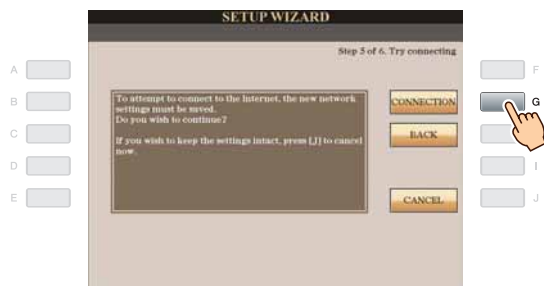 SETUP WIZARD
Step 5 of 6. Try connecting
A
F
B
To attempt to connect to the Internet, the new network
settings must be saved.
Do you wish to continue?
CONNECTION
G
C
If you wish to keep the settings intact, press [J] to cancel
now.
BACK
D
I
E
CANCEL
J